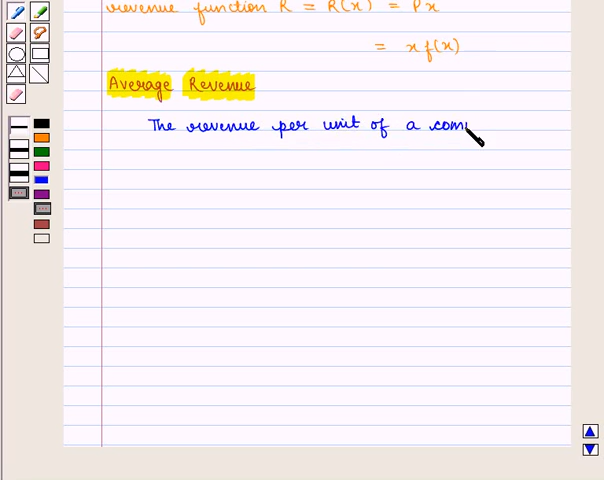 revenue function R = R(x) = Px
= x f(x)
Average Revenue
The revenue per unit of a com